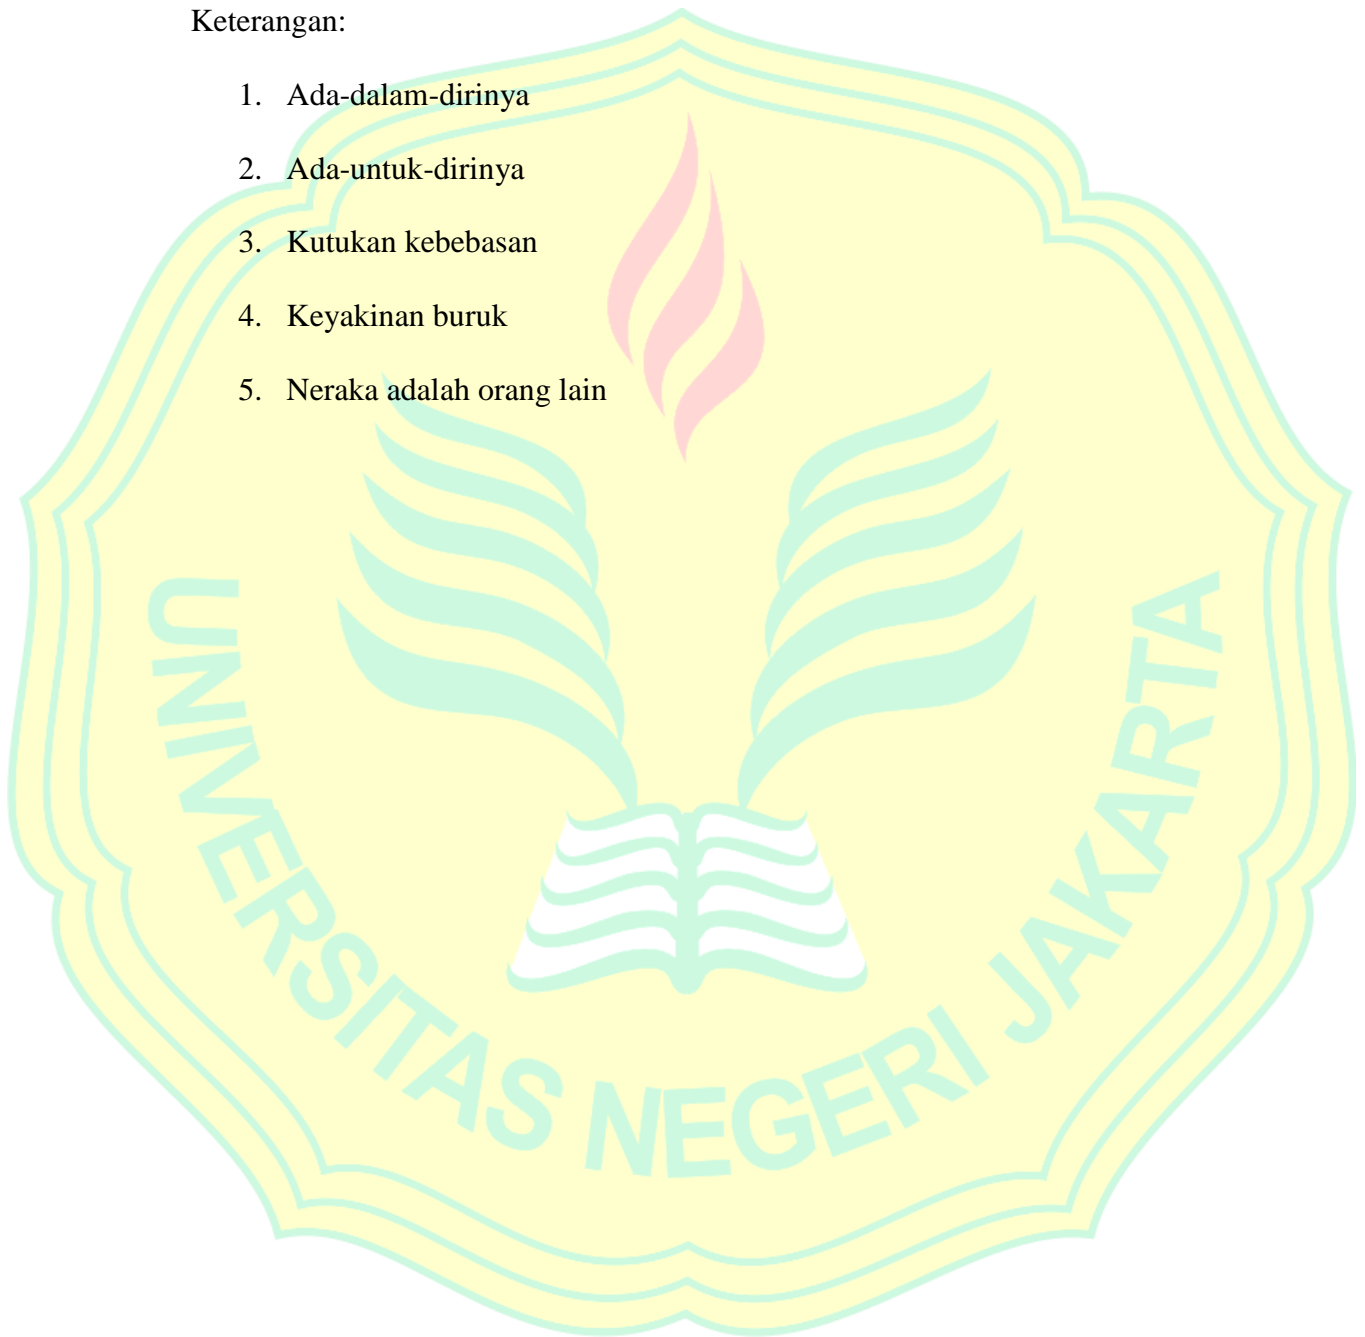 Keterangan:
1. Ada-dalam-dirinya
2. Ada-untuk-dirinya
3. Kutukan kebebasan
4. Keyakinan buruk
5. Neraka adalah orang lain
UNIVERSITAS NEGERI JAKARTA